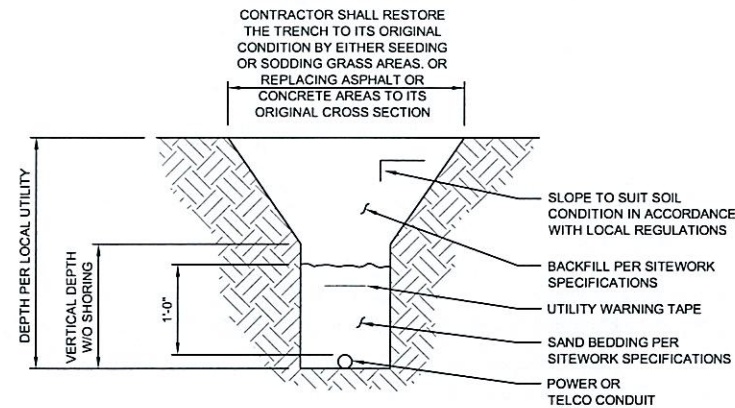 CONTRACTOR SHALL RESTORE
THE TRENCH TO ITS ORIGINAL
CONDITION BY EITHER SEEDING
OR SODDING GRASS AREAS. OR
REPLACING ASPHALT OR
CONCRETE AREAS TO ITS
ORIGINAL CROSS SECTION
DEPTH PER LOCAL UTILITY
VERTICAL DEPTH
W/O SHORING
1'-0"
SLOPE TO SUIT SOIL
CONDITION IN ACCORDANCE
WITH LOCAL REGULATIONS
BACKFILL PER SITEWORK
SPECIFICATIONS
UTILITY WARNING TAPE
SAND BEDDING PER
SITEWORK SPECIFICATIONS
POWER OR
TELCO CONDUIT